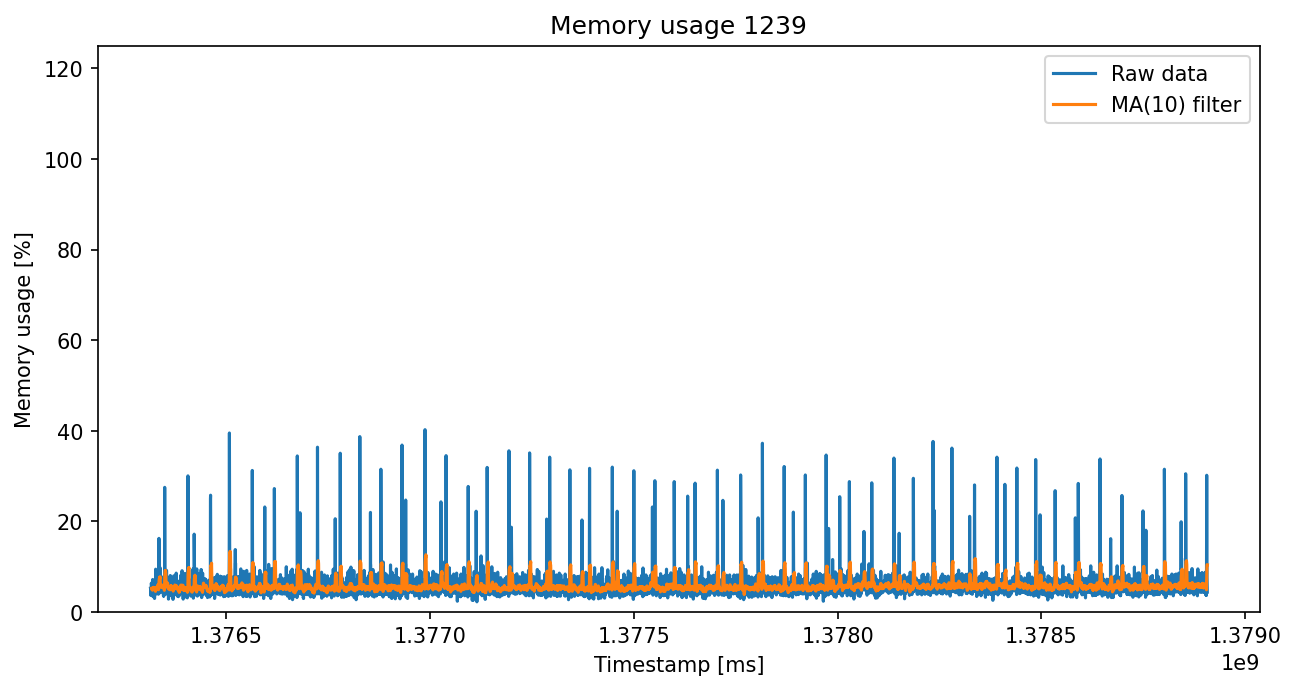 Memory usage 1239
Raw data
MA(10) filter
Memory usage [%]
120
100
80
60
40
20
0
1.3765 1.3770 1.3775 1.3780 1.3785 1.3790
1e9
Timestamp [ms]